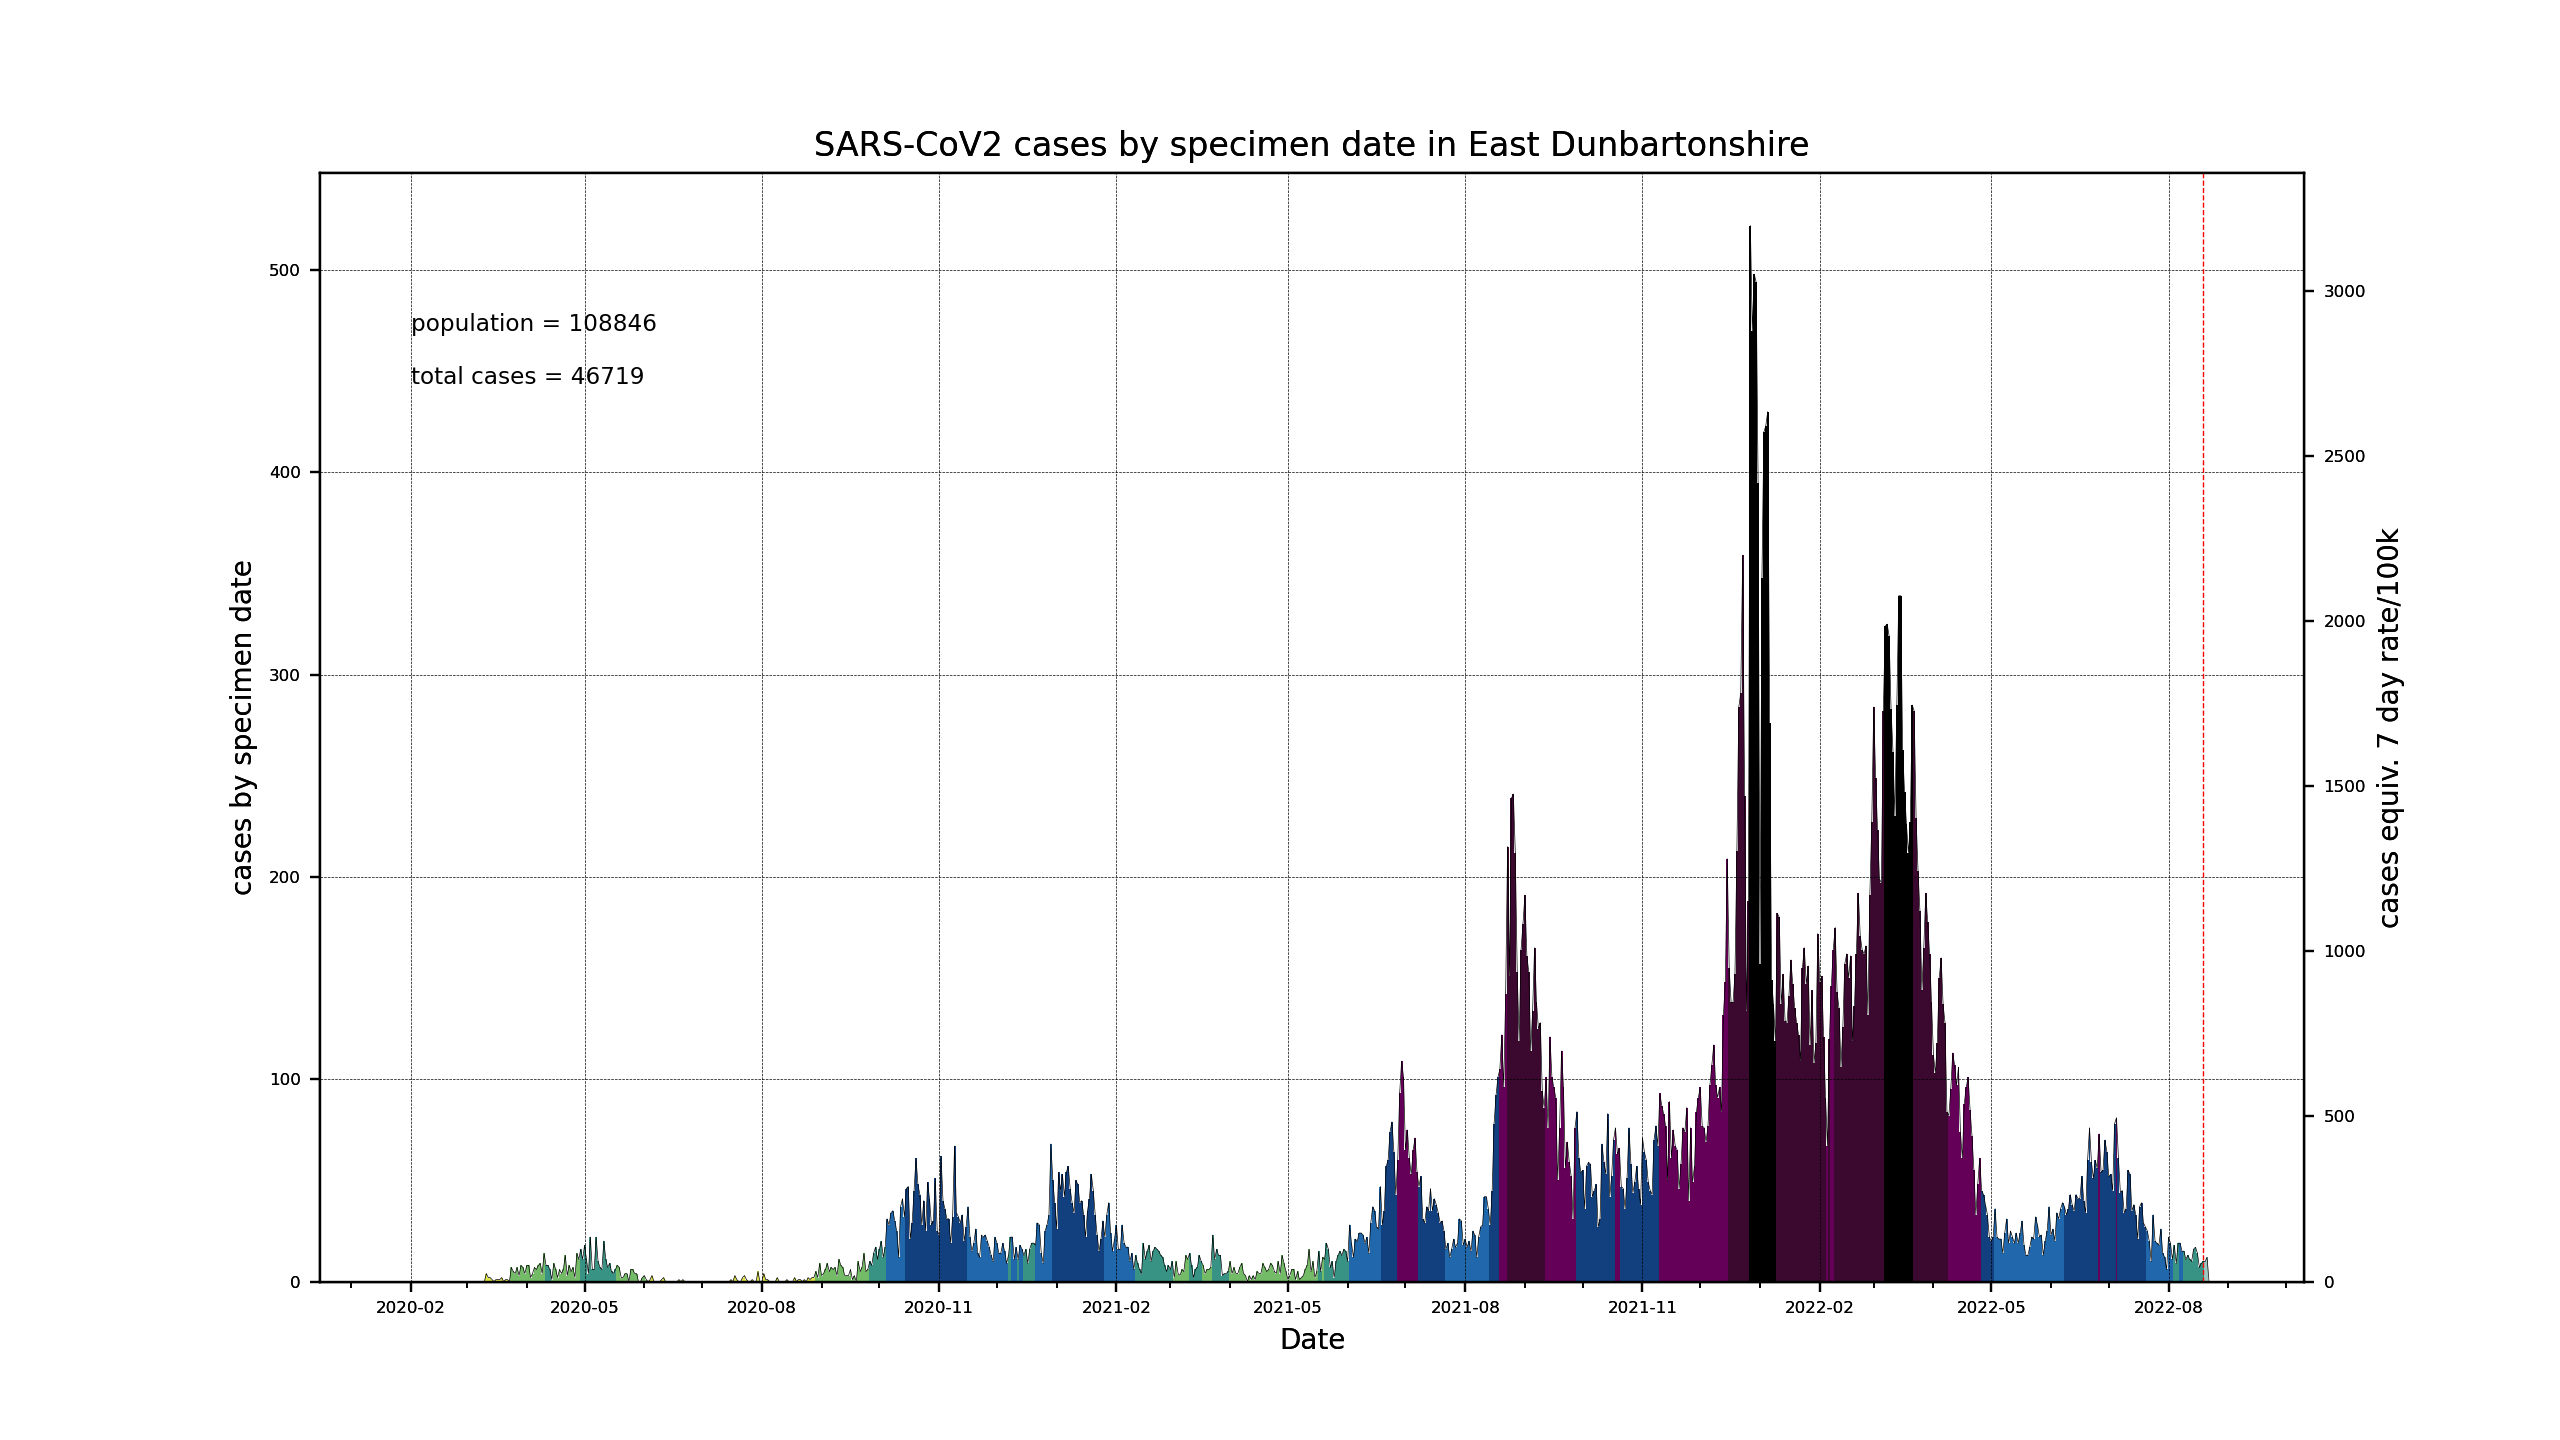 SARS-CoV2 cases by specimen date in East Dunbartonshire
population = 108846
total cases = 46719
cases by specimen date
500
400
300
200
100
0
cases equiv. 7 day rate/100k
3000
2500
2000
1500
1000
500
0
2020-02 2020-05 2020-08 2020-11 2021-02 2021-05 2021-08 2021-11 2022-02 2022-05 2022-08
Date